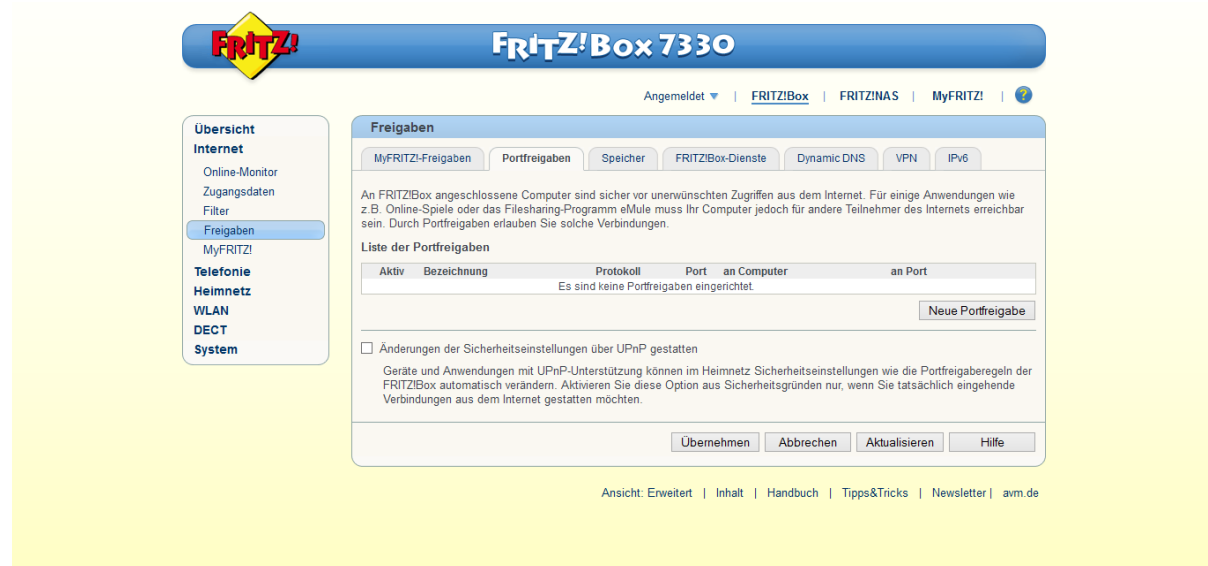 FRITZ!
FRITZ!Box 7330
Angemeldet | FRITZ!Box | FRITZ!NAS | MyFRITZ! | ?
Übersicht
Internet
Online-Monitor
Zugangsdaten
Filter
Freigaben
MyFRITZ!
Telefonie
Heimnetz
WLAN
DECT
System
Freigaben
MyFRITZ!-Freigaben Portfreigaben Speicher FRITZ!Box-Dienste Dynamic DNS VPN IPv6
An FRITZ!Box angeschlossene Computer sind sicher vor unerwünschten Zugriffen aus dem Internet. Für einige Anwendungen wie
z.B. Online-Spiele oder das Filesharing-Programm eMule muss Ihr Computer jedoch für andere Teilnehmer des Internets erreichbar
sein. Durch Portfreigaben erlauben Sie solche Verbindungen.
Liste der Portfreigaben
Aktiv Bezeichnung Protokoll Port an Computer an Port
Es sind keine Portfreigaben eingerichtet.
Neue Portfreigabe
Änderungen der Sicherheitseinstellungen über UPnP gestatten
Geräte und Anwendungen mit UPnP-Unterstützung können im Heimnetz Sicherheitseinstellungen wie die Portfreigaberegeln der
FRITZ!Box automatisch verändern. Aktivieren Sie diese Option aus Sicherheitsgründen nur, wenn Sie tatsächlich eingehende
Verbindungen aus dem Internet gestatten möchten.
Übernehmen Abbrechen Aktualisieren Hilfe
Ansicht: Erweitert | Inhalt | Handbuch | Tipps&Tricks | Newsletter | avm.de